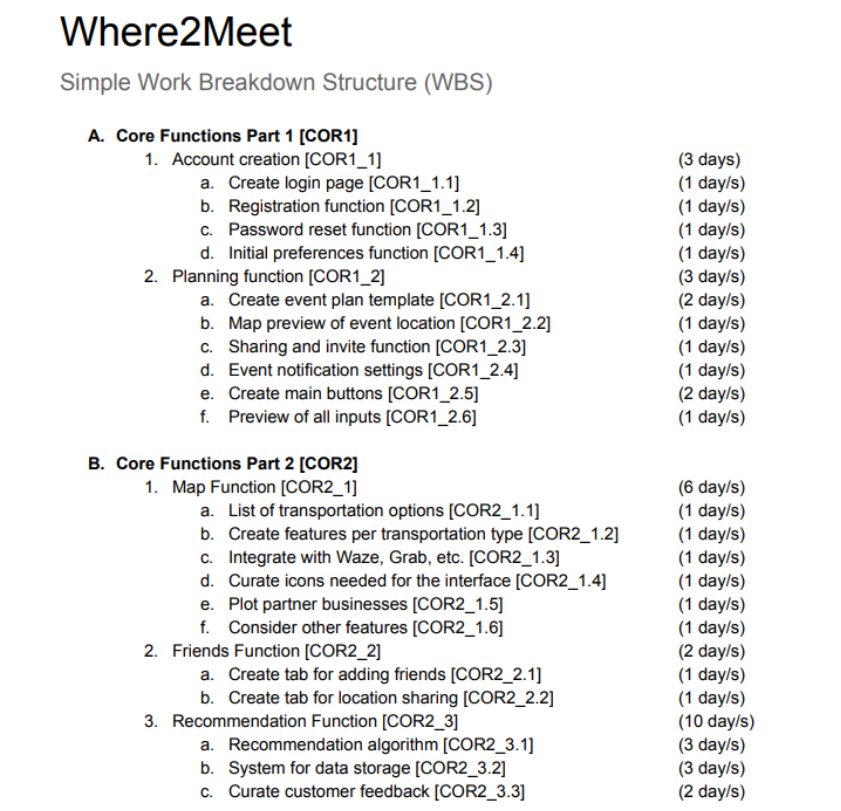 Where2Meet
Simple Work Breakdown Structure (WBS)
A. Core Functions Part 1 [COR1]
1. Account creation [COR1_1] (3 days)
a. Create login page [COR1_1.1] (1 day/s)
b. Registration function [COR1_1.2] (1 day/s)
c. Password reset function [COR1_1.3] (1 day/s)
d. Initial preferences function [COR1_1.4] (1 day/s)
2. Planning function [COR1_2] (3 day/s)
a. Create event plan template [COR1_2.1] (2 day/s)
b. Map preview of event location [COR1_2.2] (1 day/s)
c. Sharing and invite function [COR1_2.3] (1 day/s)
d. Event notification settings [COR1_2.4] (1 day/s)
e. Create main buttons [COR1_2.5] (2 day/s)
f. Preview of all inputs [COR1_2.6] (1 day/s)
B. Core Functions Part 2 [COR2]
1. Map Function [COR2_1] (6 day/s)
a. List of transportation options [COR2_1.1] (1 day/s)
b. Create features per transportation type [COR2_1.2] (1 day/s)
c. Integrate with Waze, Grab, etc. [COR2_1.3] (1 day/s)
d. Curate icons needed for the interface [COR2_1.4] (1 day/s)
e. Plot partner businesses [COR2_1.5] (1 day/s)
f. Consider other features [COR2_1.6] (1 day/s)
2. Friends Function [COR2_2] (2 day/s)
a. Create tab for adding friends [COR2_2.1] (1 day/s)
b. Create tab for location sharing [COR2_2.2] (1 day/s)
3. Recommendation Function [COR2_3] (10 day/s)
a. Recommendation algorithm [COR2_3.1] (3 day/s)
b. System for data storage [COR2_3.2] (3 day/s)
c. Curate customer feedback [COR2_3.3] (2 day/s)